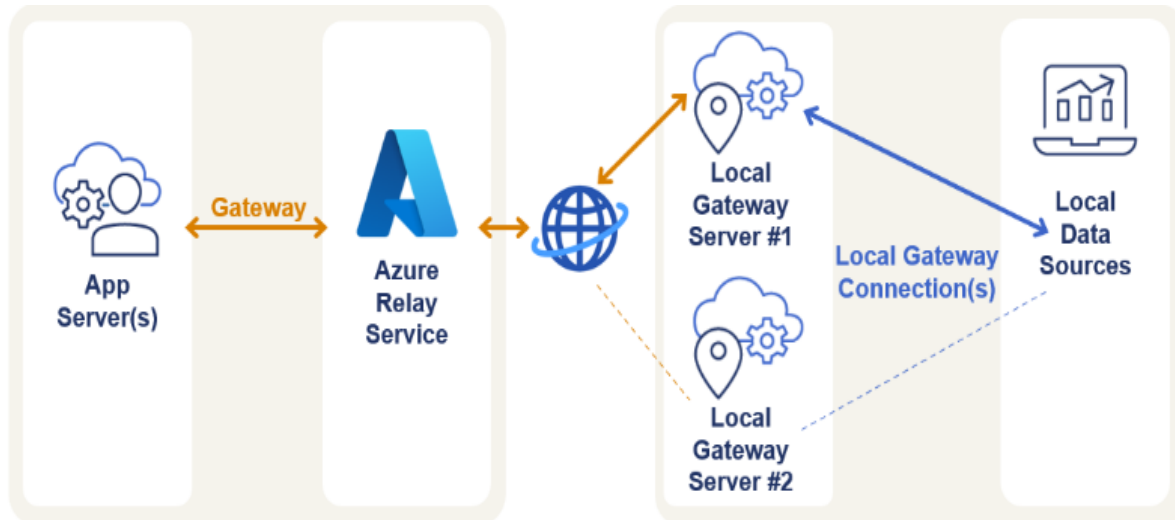 Gateway
App
Server(s)
Azure
Relay
Service
Local
Gateway
Server #1
Local Gateway
Connection(s)
Local
Gateway
Server #2
Local
Data
Sources